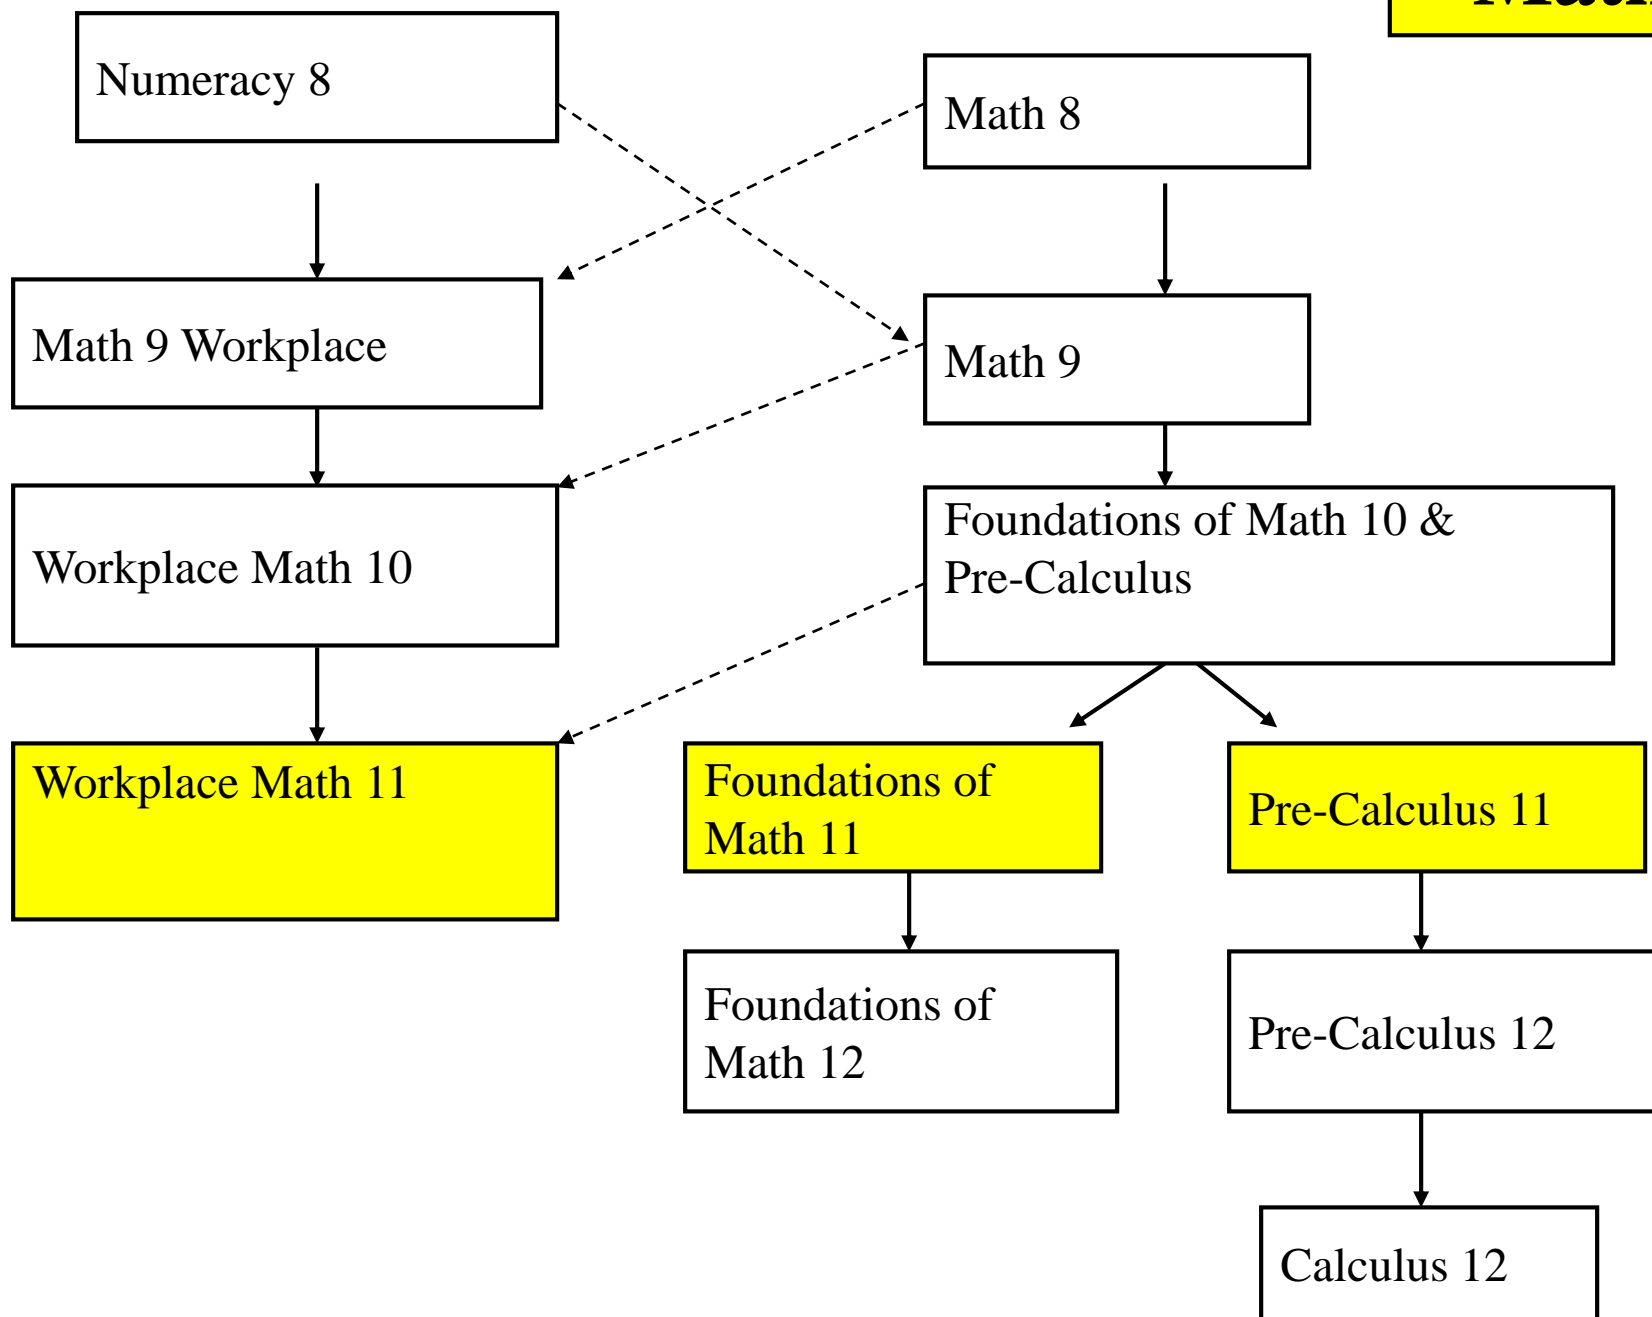 Numeracy 8
Math 8
Math 9 Workplace
Math 9
Workplace Math 10
Foundations of Math 10 &
Pre-Calculus
Workplace Math 11
Foundations of
Math 11
Pre-Calculus 11
Foundations of
Math 12
Pre-Calculus 12
Calculus 12